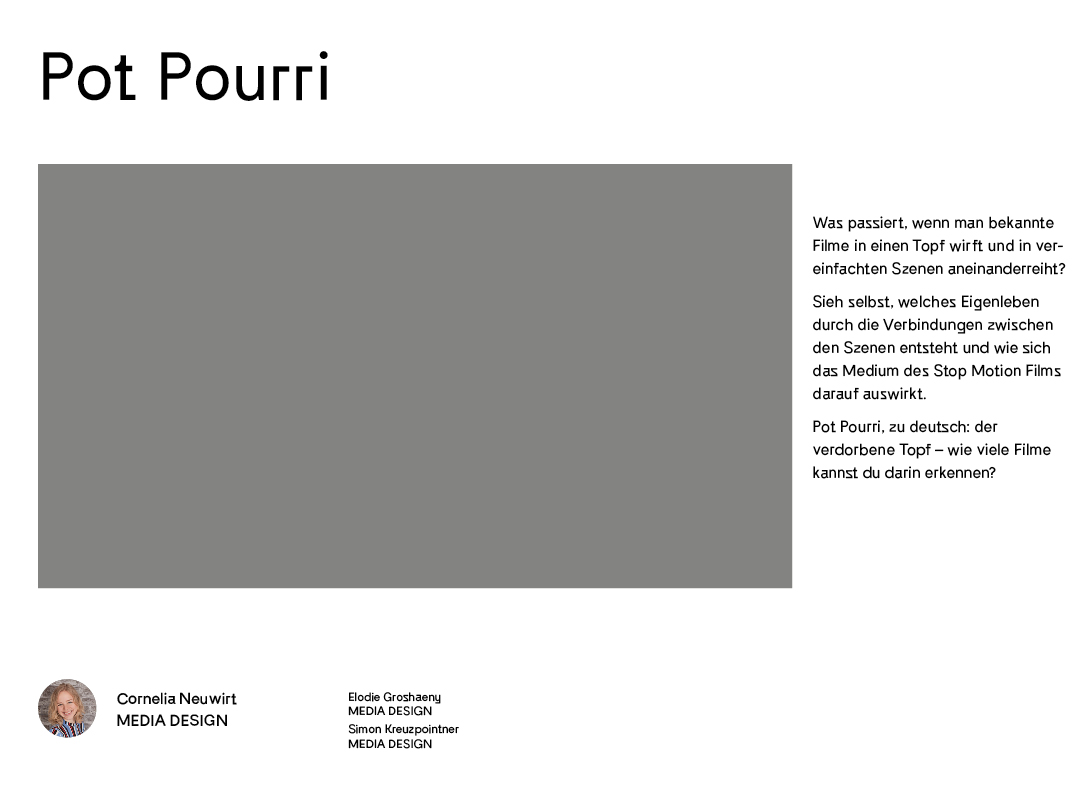 Pot Pourri
Was passiert, wenn man bekannte
Filme in einen Topf wirft und in ver-
einfachten Szenen aneinanderreiht?
Sieh selbst, welches Eigenleben
durch die Verbindungen zwischen
den Szenen entsteht und wie sich
das Medium des Stop Motion Films
darauf auswirkt.
Pot Pourri, zu deutsch: der
verdorbene Topf – wie viele Filme
kannst du darin erkennen?
Cornelia Neuwirt
MEDIA DESIGN
Elodie Groshaeny
MEDIA DESIGN
Simon Kreuzpointner
MEDIA DESIGN